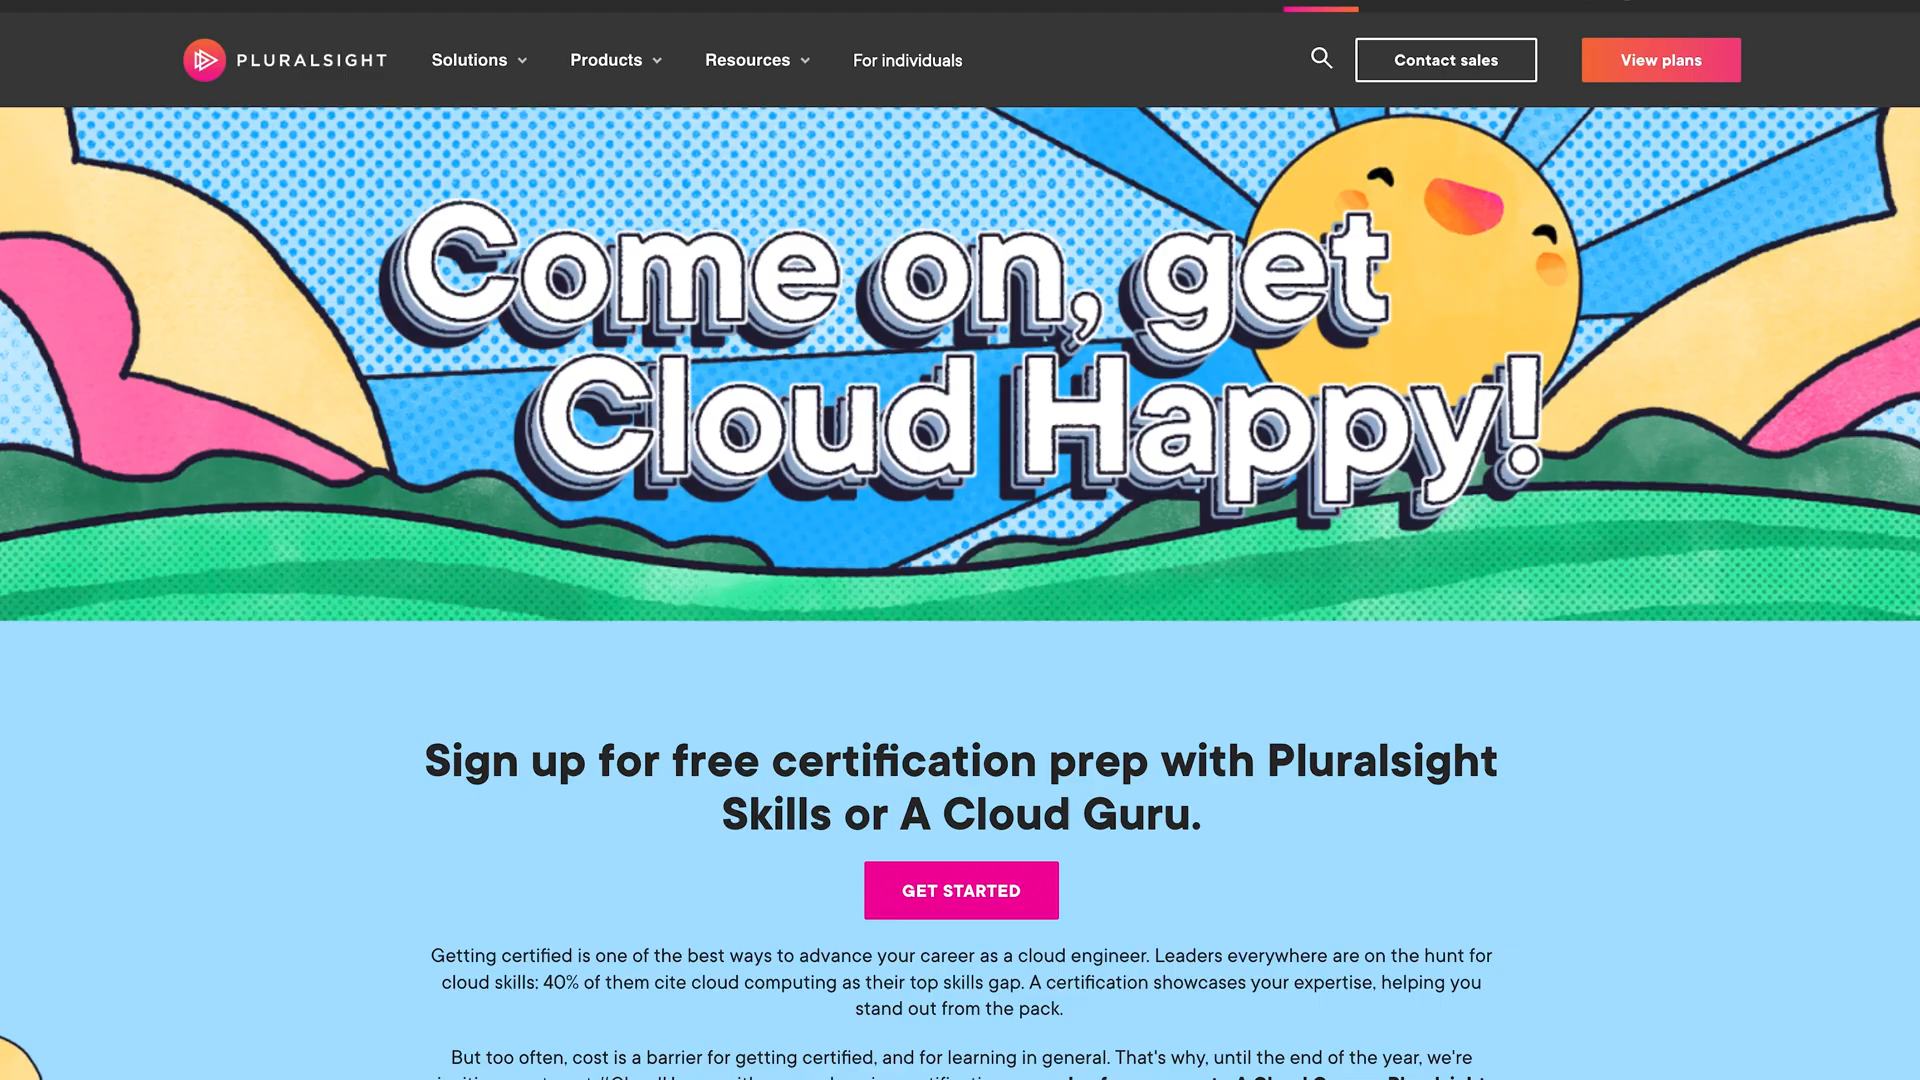 PLURALSIGHT
Solutions
Products
Resources
For individuals
Contact sales
View plans
Come on, get
Cloud Happy!
Sign up for free certification prep with Pluralsight
Skills or A Cloud Guru.
GET STARTED
Getting certified is one of the best ways to advance your career as a cloud engineer. Leaders everywhere are on the hunt for
cloud skills: 40% of them cite cloud computing as their top skills gap. A certification showcases your expertise, helping you
stand out from the pack.
But too often, cost is a barrier for getting certified, and for learning in general. That's why, until the end of the year, we're